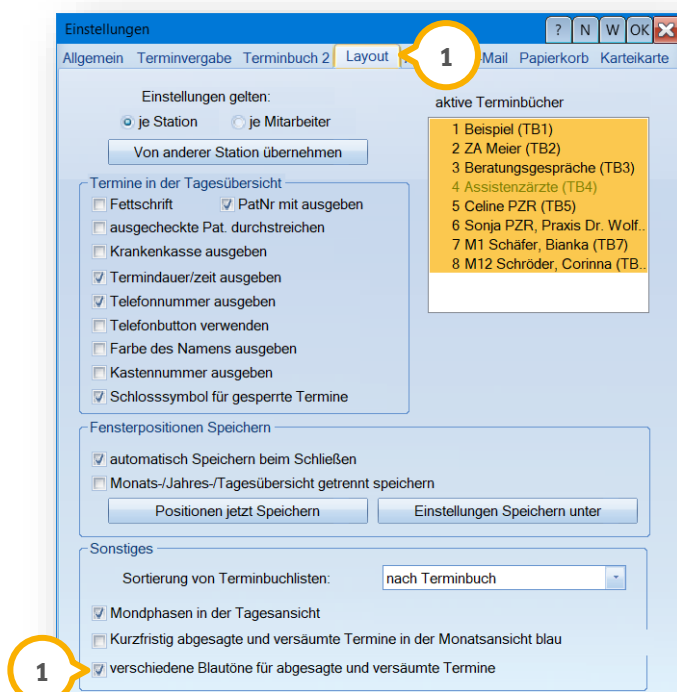 Einstellungen ? N W OK
Allgemein Terminvergabe Terminbuch 2 Layout 1 -Mail Papierkorb Karteikarte
Einstellungen gelten:
je Station je Mitarbeiter
Von anderer Station übernehmen
aktive Terminbücher
1 Beispiel (TB1)
2 ZA Meier (TB2)
3 Beratungsgespräche (TB3)
4 Assistenzärzte (TB4)
5 Celine PZR (TB5)
6 Sonja PZR, Praxis Dr. Wolf..
7 M1 Schäfer, Bianka (TB7)
8 M12 Schröder, Corinna (TB..
Termine in der Tagesübersicht
Fettschrift PatNr mit ausgeben
ausgecheckte Pat. durchstreichen
Krankenkasse ausgeben
Termindauer/zeit ausgeben
Telefonnummer ausgeben
Telefonbutton verwenden
Farbe des Namens ausgeben
Kastennummer ausgeben
Schlosssymbol für gesperrte Termine
Fensterpositionen Speichern
automatisch Speichern beim Schließen
Monats-/Jahres-/Tagesübersicht getrennt speichern
Positionen jetzt Speichern Einstellungen Speichern unter
Sonstiges
Sortierung von Terminbuchlisten: nach Terminbuch
Mondphasen in der Tagesansicht
Kurzfristig abgesagte und versäumte Termine in der Monatsansicht blau
1 verschiedene Blautöne für abgesagte und versäumte Termine